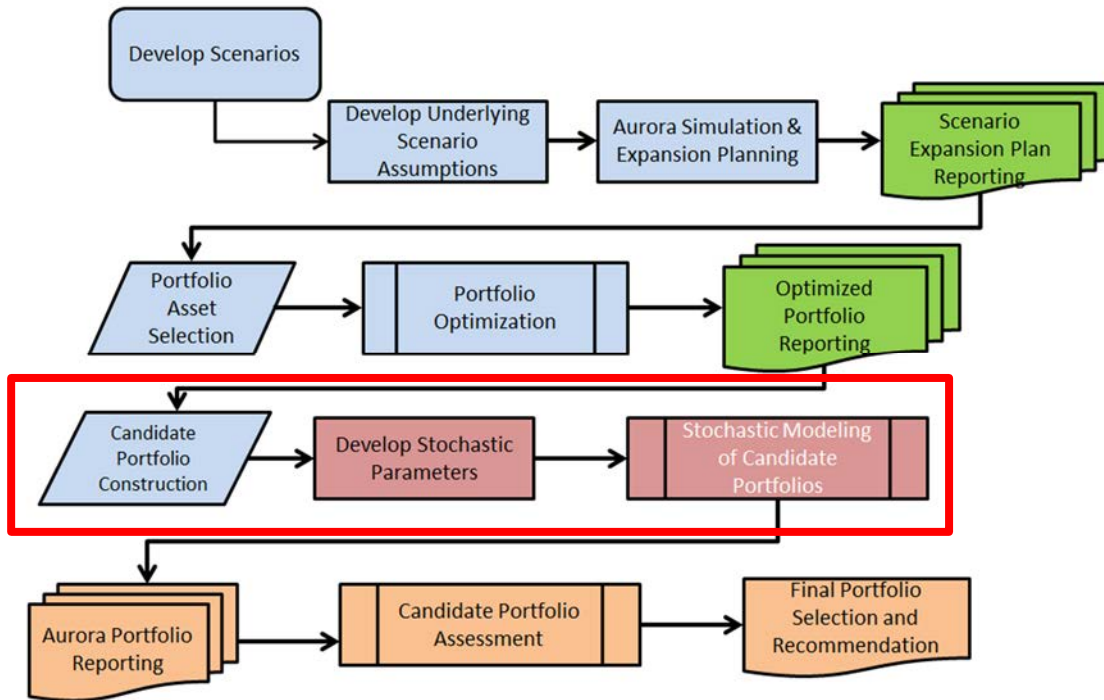 Develop Scenarios
Develop Underlying
Scenario
Assumptions
Aurora Simulation &
Expansion Planning
Scenario
Expansion Plan
Reporting
Portfolio
Asset
Selection
Portfolio
Optimization
Optimized
Portfolio
Reporting
Candidate
Portfolio
Construction
Develop Stochastic
Parameters
Stochastic Modeling
of Candidate
Portfolios
Aurora Portfolio
Reporting
Candidate Portfolio
Assessment
Final Portfolio
Selection and
Recommendation